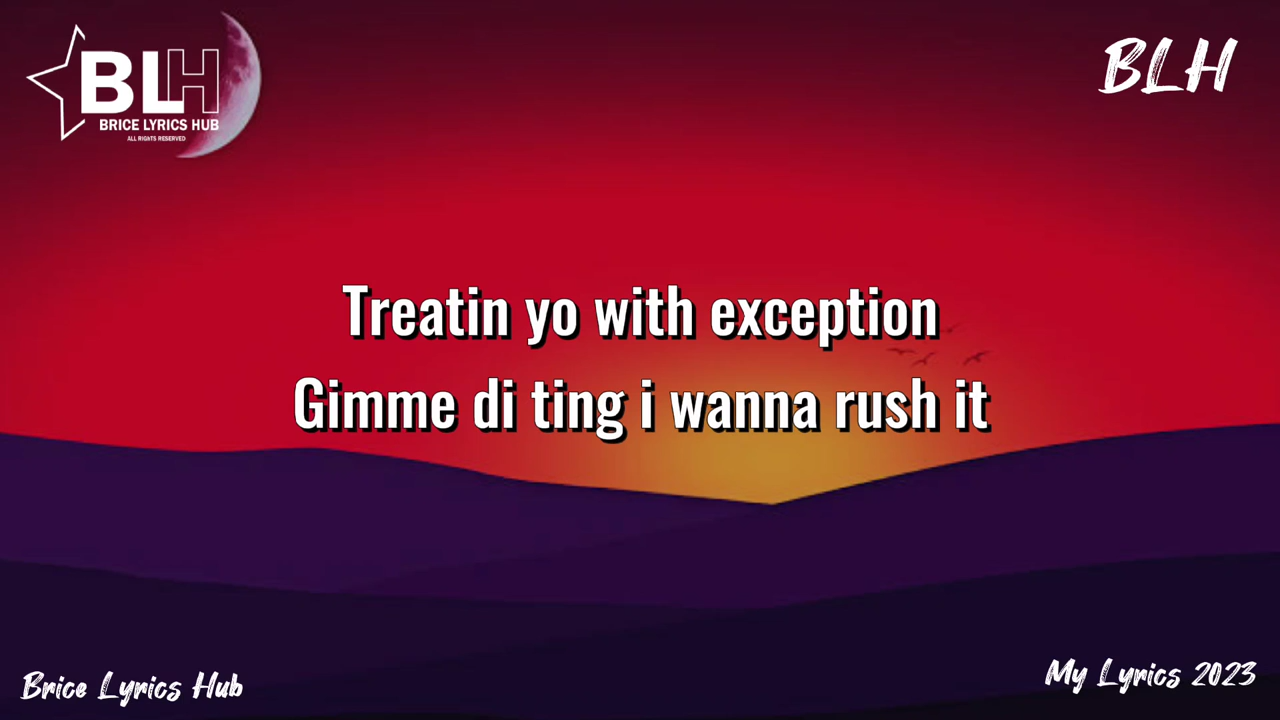 BLH
BRICE LYRICS HUB
ALL RIGHTS RESERVED
BLH
Treatin yo with exception
Gimme di ting i wanna rush it
Brice Lyrics Hub
My Lyrics 2023